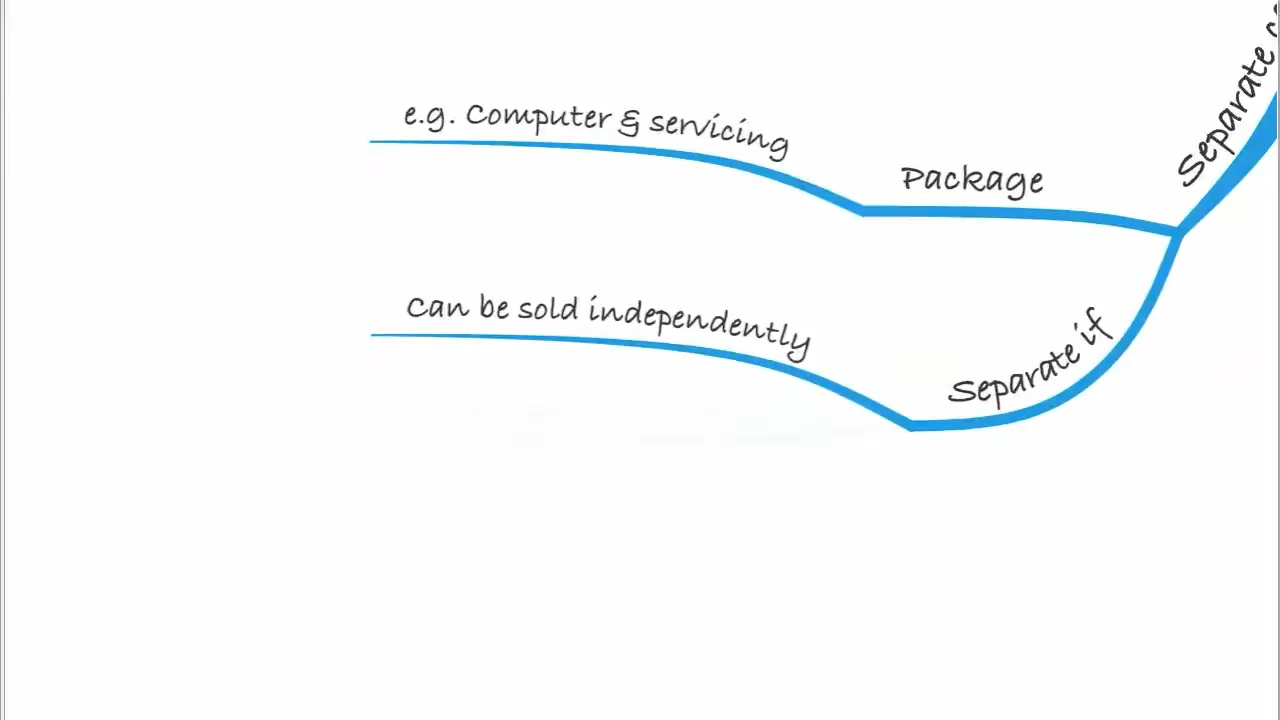 e.g. Computer & servicing
Package
Separate
Can be sold independently
Separate if